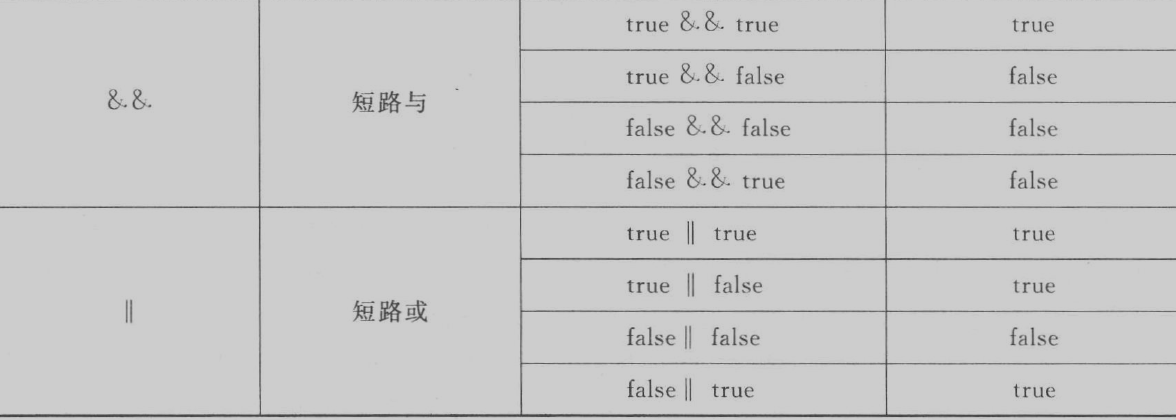 && 短路与 true && true true
true && false false
false && false false
false && true false
‖ 短路或 true ‖ true true
true ‖ false true
false ‖ false false
false ‖ true true